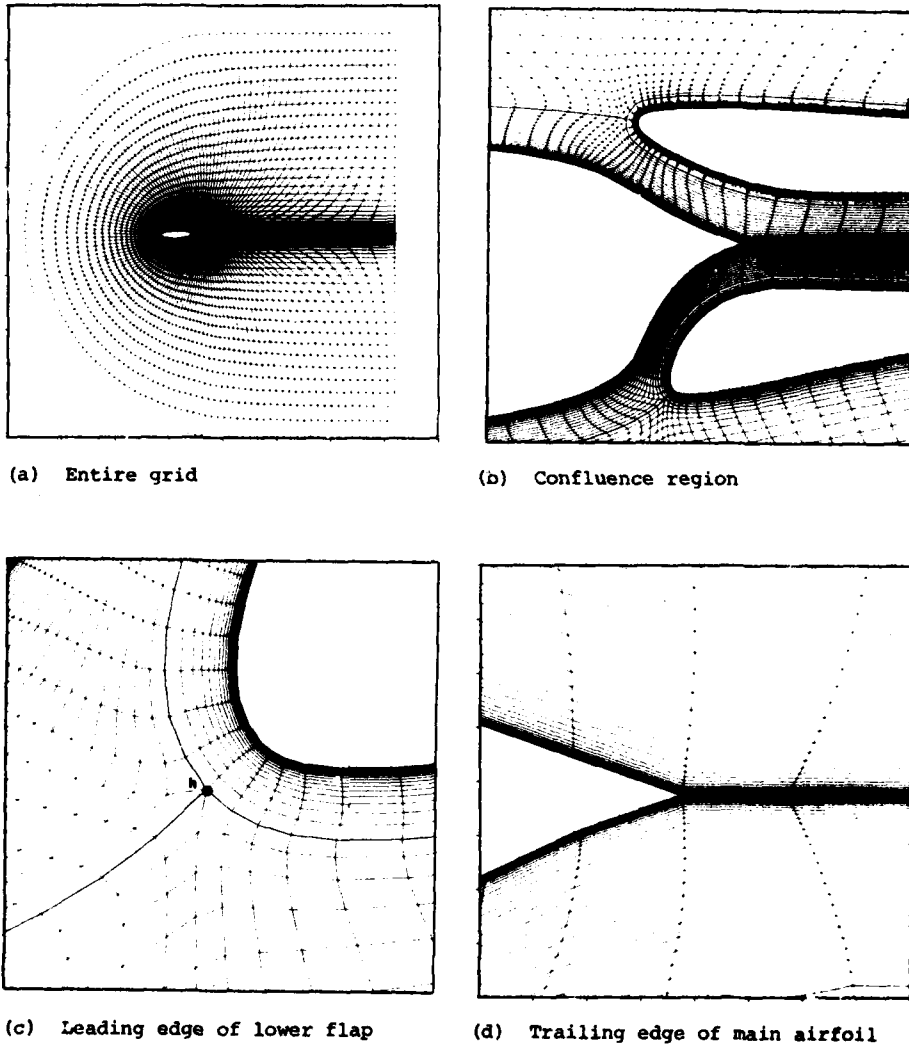 (a) Entire grid
(b) Confluence region
h
(c) Leading edge of lower flap
(d) Trailing edge of main airfoil